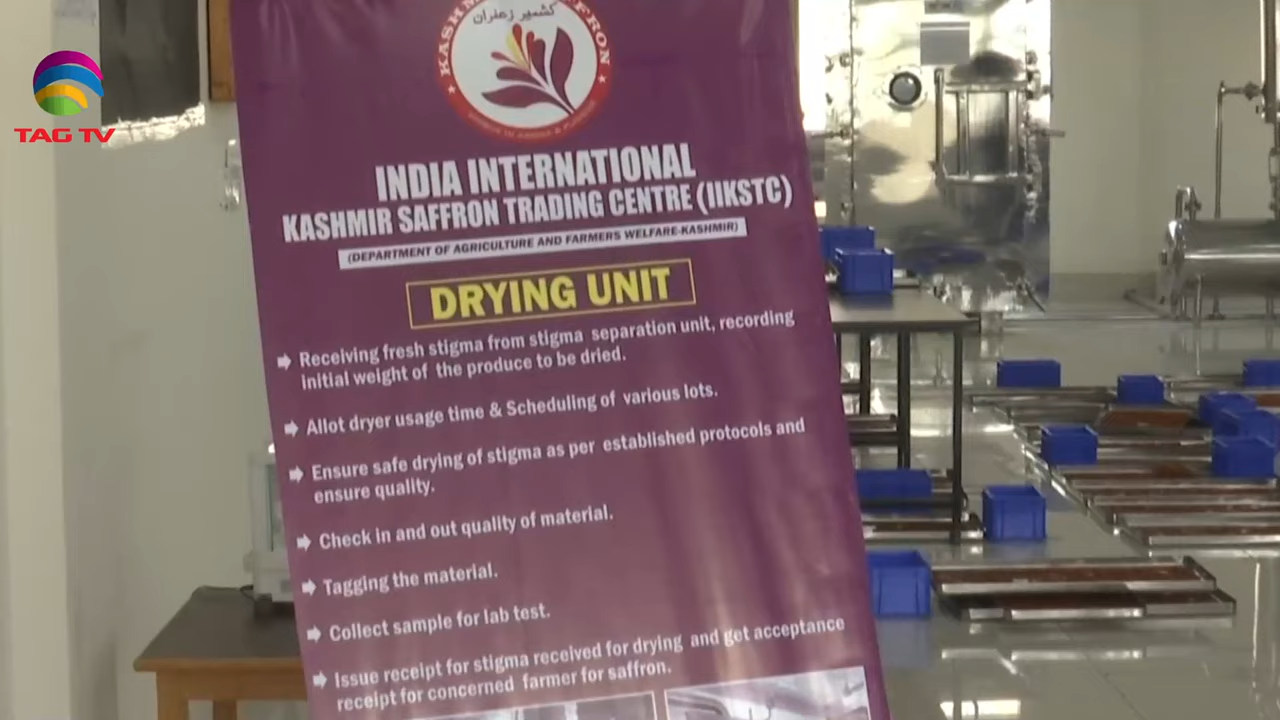 TAG TV
KASHMIR SAFFRON
کشمیر زعفران
INDIA INTERNATIONAL
KASHMIR SAFFRON TRADING CENTRE (IIKSTC)
(DEPARTMENT OF AGRICULTURE AND FARMERS WELFARE-KASHMIR)
DRYING UNIT
Receiving fresh stigma from stigma separation unit, recording
initial weight of the produce to be dried.
Allot dryer usage time & Scheduling of various lots.
Ensure safe drying of stigma as per established protocols and
ensure quality.
Check in and out quality of material.
Tagging the material.
Collect sample for lab test.
Issue receipt for stigma received for drying and get acceptance
receipt for concerned farmer for saffron.